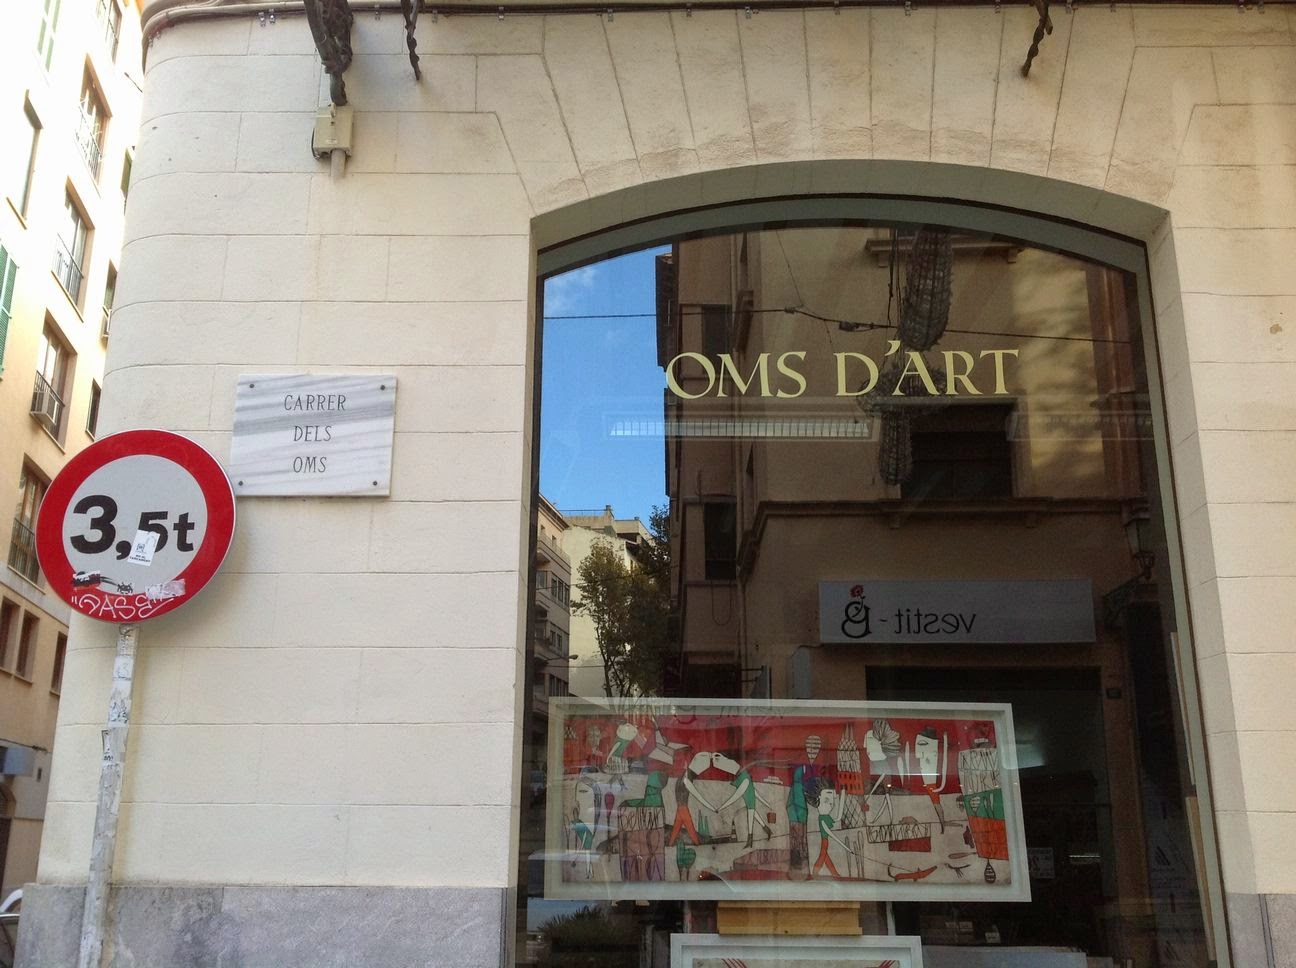 CARRER
DELS
OMS
3,5t
OMS D'ART
g - vestit